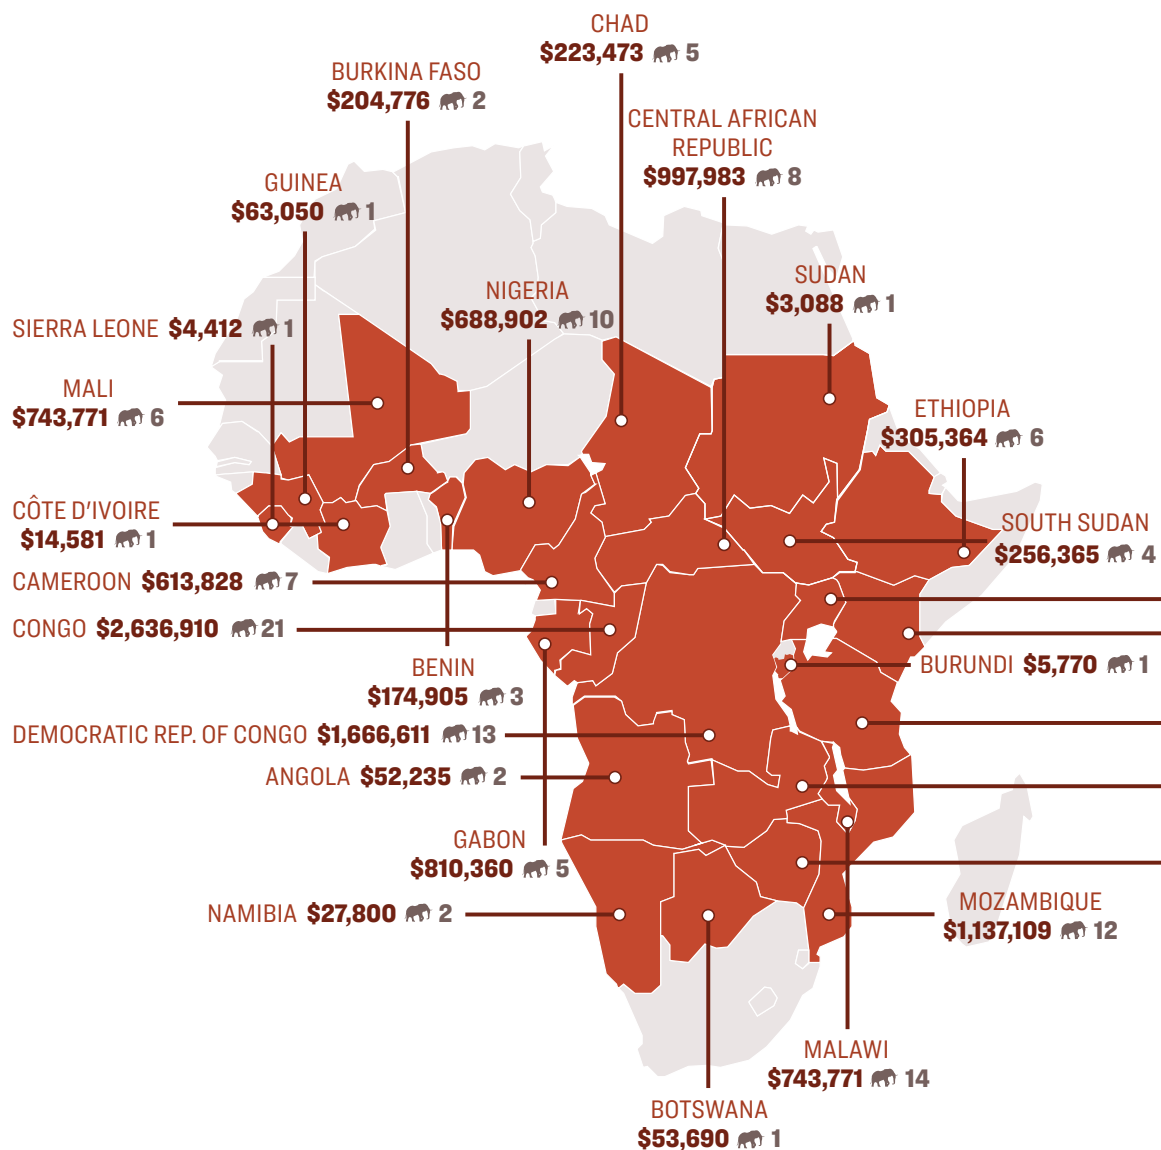 CHAD
$223,473 5
BURKINA FASO
$204,776 2
CENTRAL AFRICAN
REPUBLIC
$997,983 8
GUINEA
$63,050 1
SUDAN
$3,088 1
NIGERIA
$688,902 10
SIERRA LEONE $4,412 1
MALI
$743,771 6
ETHIOPIA
$305,364 6
CÔTE D'IVOIRE
$14,581 1
SOUTH SUDAN
$256,365 4
CAMEROON $613,828 7
CONGO $2,636,910 21
BENIN
$174,905 3
BURUNDI $5,770 1
DEMOCRATIC REP. OF CONGO $1,666,611 13
ANGOLA $52,235 2
GABON
$810,360 5
NAMIBIA $27,800 2
MOZAMBIQUE
$1,137,109 12
MALAWI
$743,771 14
BOTSWANA
$53,690 1